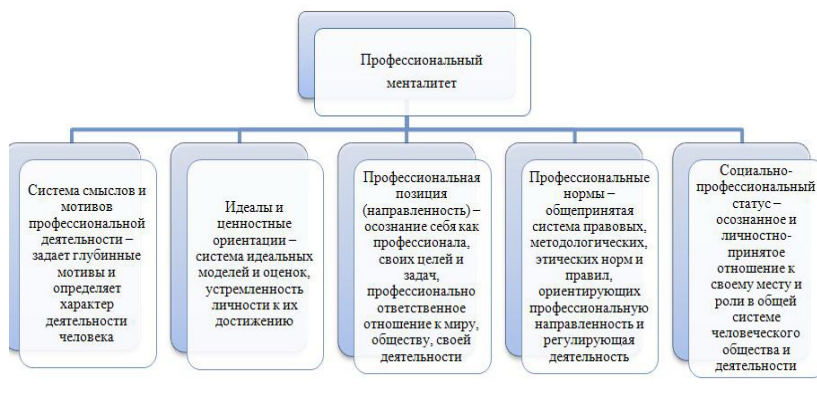 Профессиональный
менталитет
Система смыслов и
мотивов
профессиональной
деятельности –
задает глубинные
мотивы и
определяет
характер
деятельности
человека
Идеалы и
ценностные
ориентации –
система идеальных
моделей и оценок,
устремленность
личности к их
достижению
Профессиональная
позиция
(направленность) –
осознание себя как
профессионала,
своих целей и
задач,
профессионально
ответственное
отношение к миру,
обществу, своей
деятельности
Профессиональные
нормы –
общепринятая
система правовых,
методологических,
этических норм и
правил,
ориентирующих
профессиональную
направленность и
регулирующая
деятельность
Социально-
профессиональный
статус –
осознанное и
личностно-
принятое
отношение к
своему месту и
роли в общей
системе
человеческого
общества и
деятельности